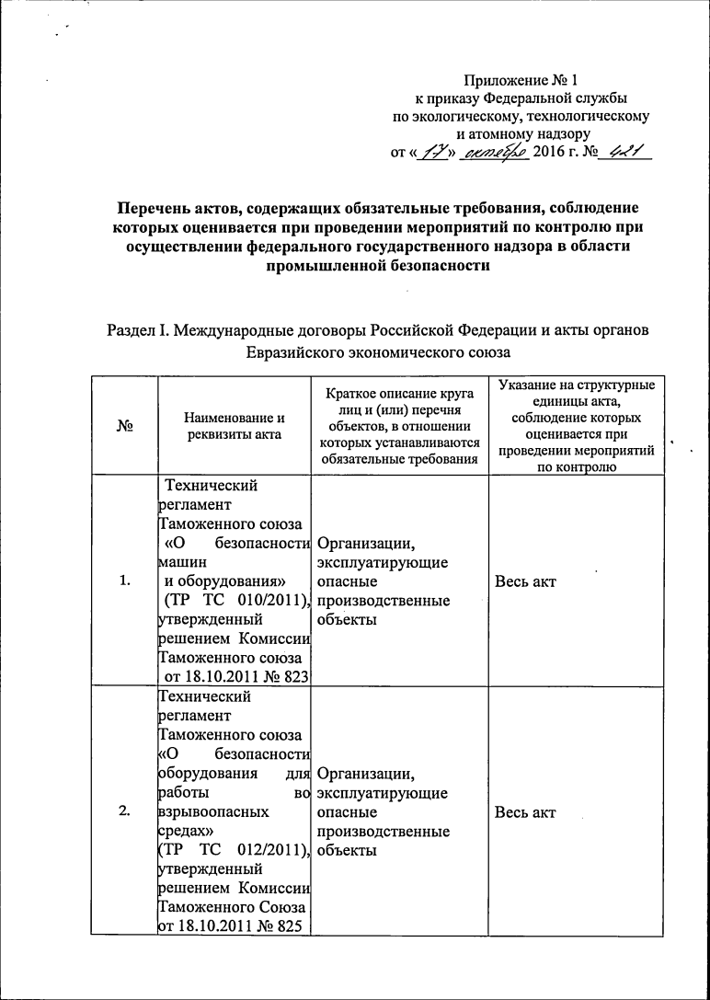 Приложение № 1
к приказу Федеральной службы
по экологическому, технологическому
и атомному надзору
от «17» октября 2016 г. № 421
Перечень актов, содержащих обязательные требования, соблюдение
которых оценивается при проведении мероприятий по контролю при
осуществлении федерального государственного надзора в области
промышленной безопасности
Раздел I. Международные договоры Российской Федерации и акты органов
Евразийского экономического союза
№
Наименование и
реквизиты акта
Краткое описание круга
лиц и (или) перечня
объектов, в отношении
которых устанавливаются
обязательные требования
Указание на структурные
единицы акта,
соблюдение которых
оценивается при
проведении мероприятий
по контролю
1.
Технический
регламент
Таможенного союза
«О безопасности
машин
и оборудования»
(ТР ТС 010/2011),
утвержденный
решением Комиссии
Таможенного союза
от 18.10.2011 № 823
Организации,
эксплуатирующие
опасные
производственные
объекты
Весь акт
2.
Технический
регламент
Таможенного союза
«О безопасности
оборудования для
работы во
взрывоопасных
средах»
(ТР ТС 012/2011),
утвержденный
решением Комиссии
Таможенного Союза
от 18.10.2011 № 825
Организации,
эксплуатирующие
опасные
производственные
объекты
Весь акт